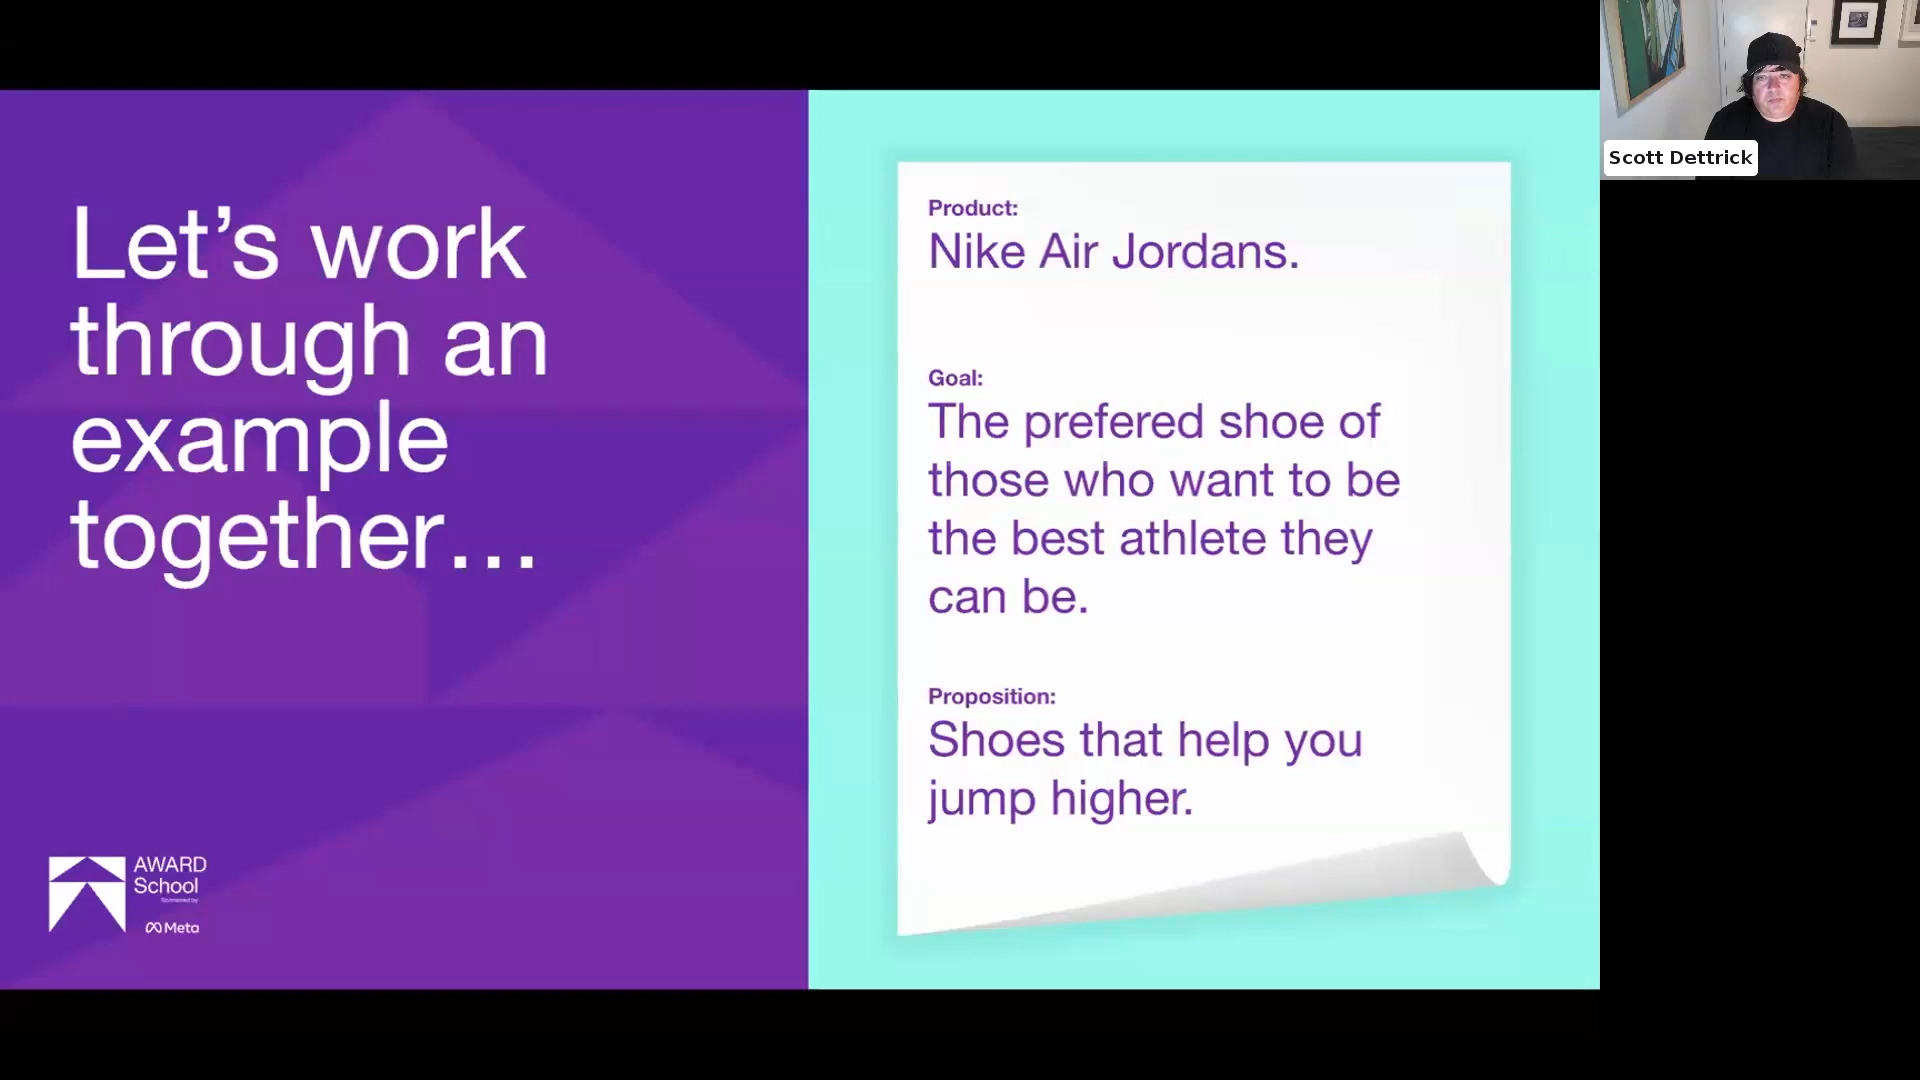 Let's work
through an
example
together...
AWARD
School
Sponsored by
Meta
Product:
Nike Air Jordans.
Goal:
The prefered shoe of
those who want to be
the best athlete they
can be.
Proposition:
Shoes that help you
jump higher.
Scott Dettrick